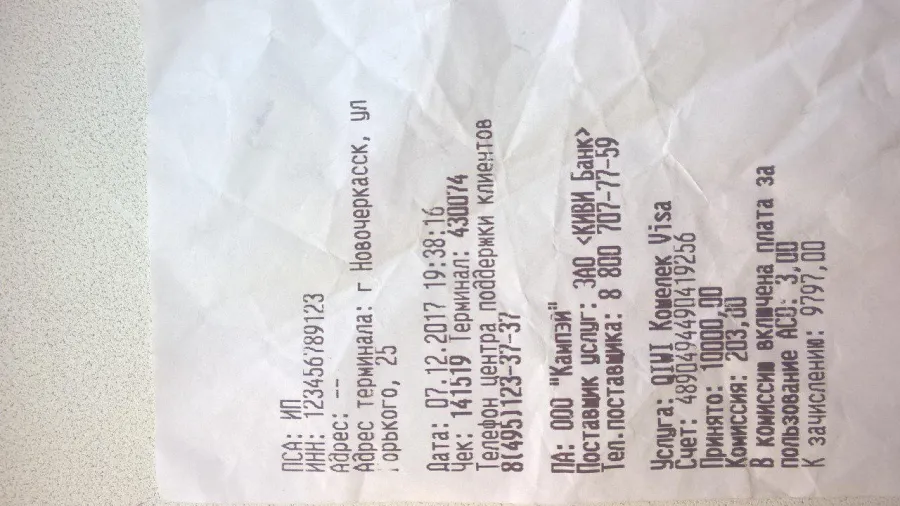 ПСА: ИП
ИНН: 123456789123
Адрес: --
Адрес терминала: г Новочеркасск, ул
Горького, 25
Дата: 07.12.2017 19:38:16
Чек: 141519 Терминал: 430074
Телефон центра поддержки клиентов
8(495)123-37-37
ПА: ООО "Кампэй"
Поставщик услуг: ЗАО <КИВИ Банк>
Тел.поставщика: 8 800 707-77-59
Услуга: QIWI Кошелек Visa
Счет: 4890494490419256
Принято: 10000,00
Комиссия: 203,00
В комиссию включена плата за
пользование АСО: 3,00
К зачислению: 9797,00